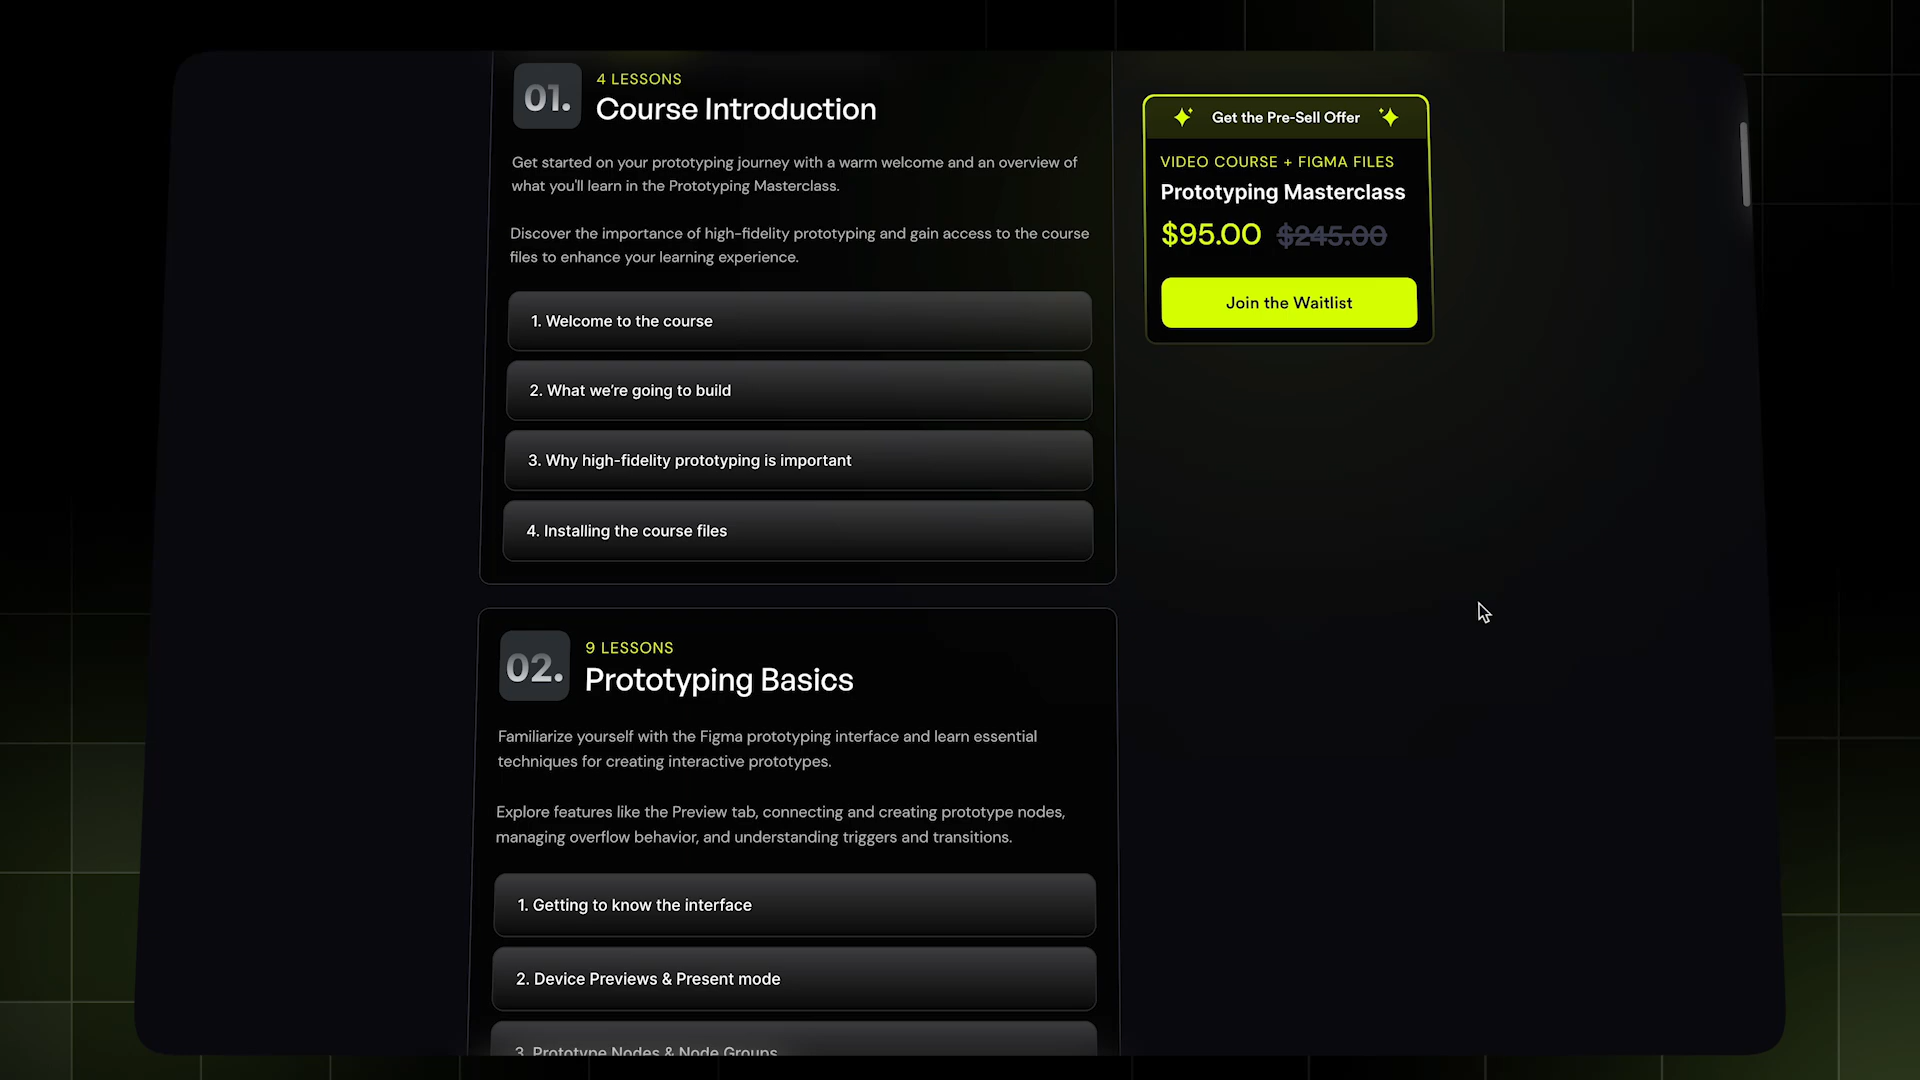 01.
4 LESSONS
Course Introduction
Get started on your prototyping journey with a warm welcome and an overview of
what you'll learn in the Prototyping Masterclass.
Discover the importance of high-fidelity prototyping and gain access to the course
files to enhance your learning experience.
1. Welcome to the course
2. What we're going to build
3. Why high-fidelity prototyping is important
4. Installing the course files
02.
9 LESSONS
Prototyping Basics
Familiarize yourself with the Figma prototyping interface and learn essential
techniques for creating interactive prototypes.
Explore features like the Preview tab, connecting and creating prototype nodes,
managing overflow behavior, and understanding triggers and transitions.
1. Getting to know the interface
2. Device Previews & Present mode
3. Prototype Nodes & Node Groups
Get the Pre-Sell Offer
VIDEO COURSE + FIGMA FILES
Prototyping Masterclass
$95.00 $245.00
Join the Waitlist